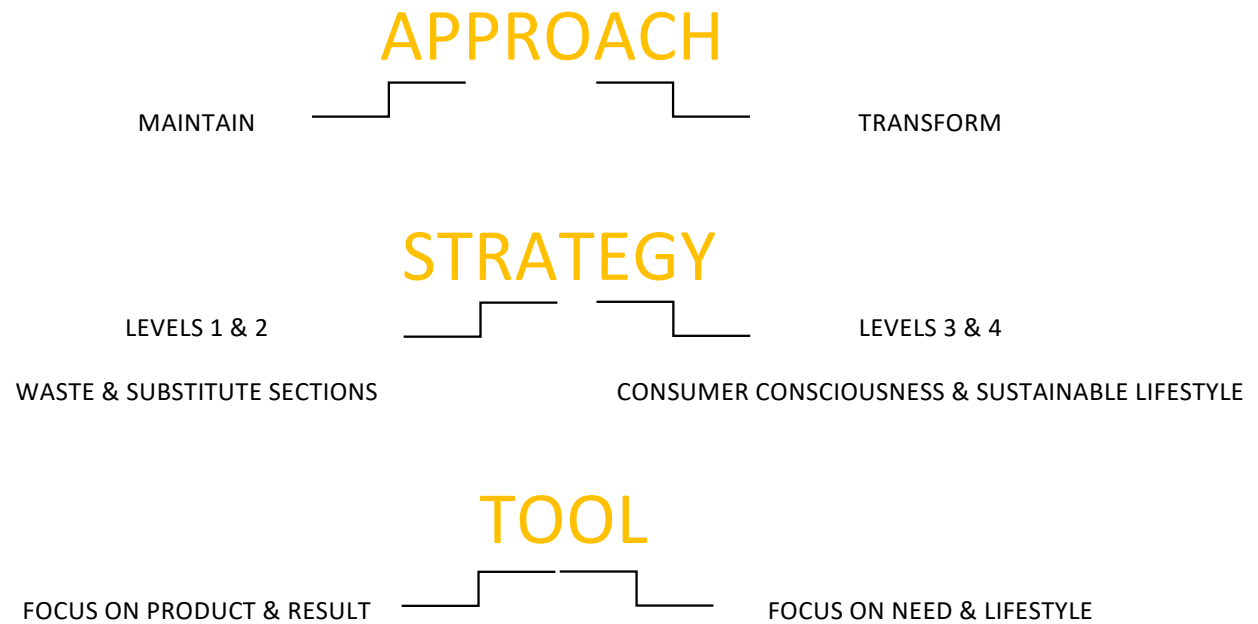 APPROACH
MAINTAIN
TRANSFORM
STRATEGY
LEVELS 1 & 2
LEVELS 3 & 4
WASTE & SUBSTITUTE SECTIONS
CONSUMER CONSCIOUSNESS & SUSTAINABLE LIFESTYLE
TOOL
FOCUS ON PRODUCT & RESULT
FOCUS ON NEED & LIFESTYLE